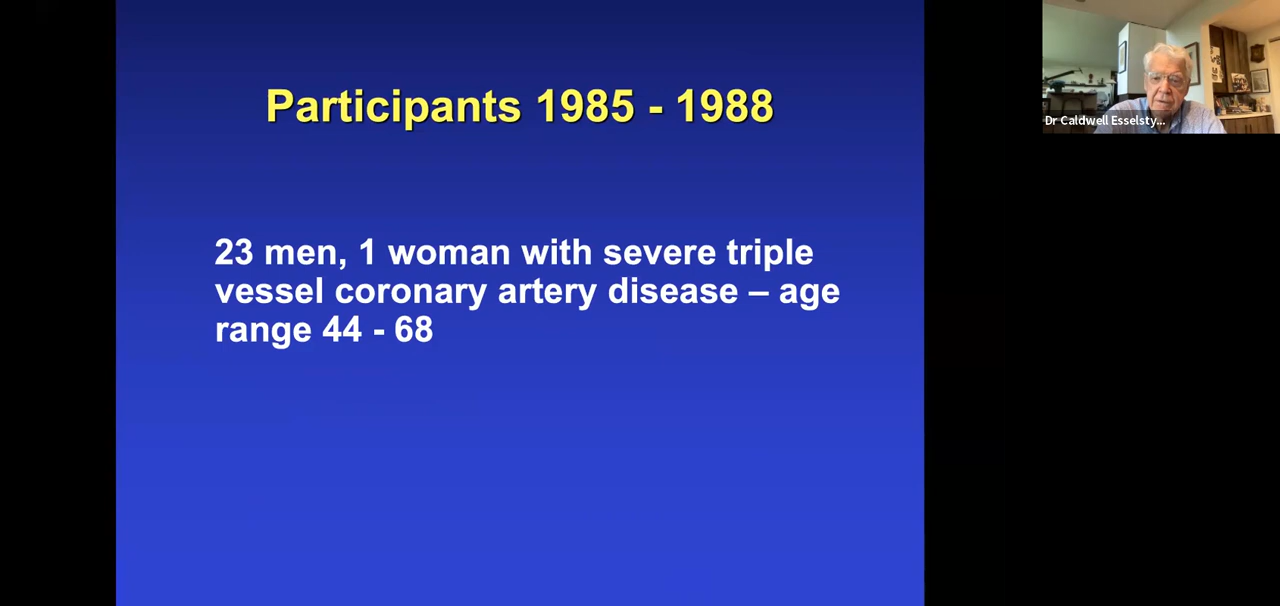 Participants 1985 - 1988
23 men, 1 woman with severe triple
vessel coronary artery disease – age
range 44 - 68
Dr Caldwell Esselsty...